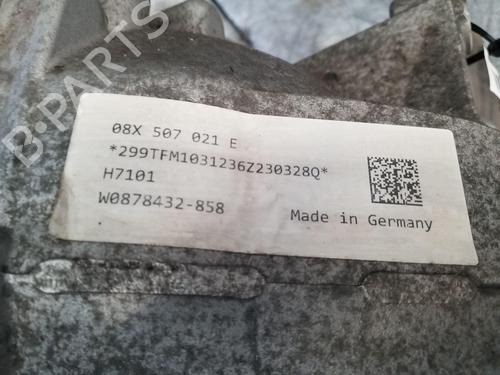 B-PARTS
08X 507 021 E
*299TFM1031236Z230328Q*
H7101
W0878432-858
Made in Germany